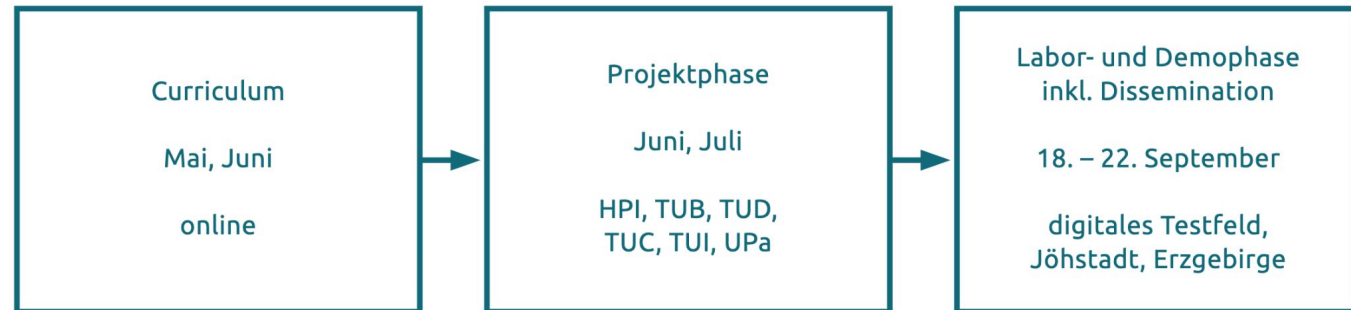 Curriculum
Mai, Juni
online
Projektphase
Juni, Juli
HPI, TUB, TUD,
TUC, TUI, UPa
Labor- und Demophase
inkl. Dissemination
18. – 22. September
digitales Testfeld,
Jöhstadt, Erzgebirge